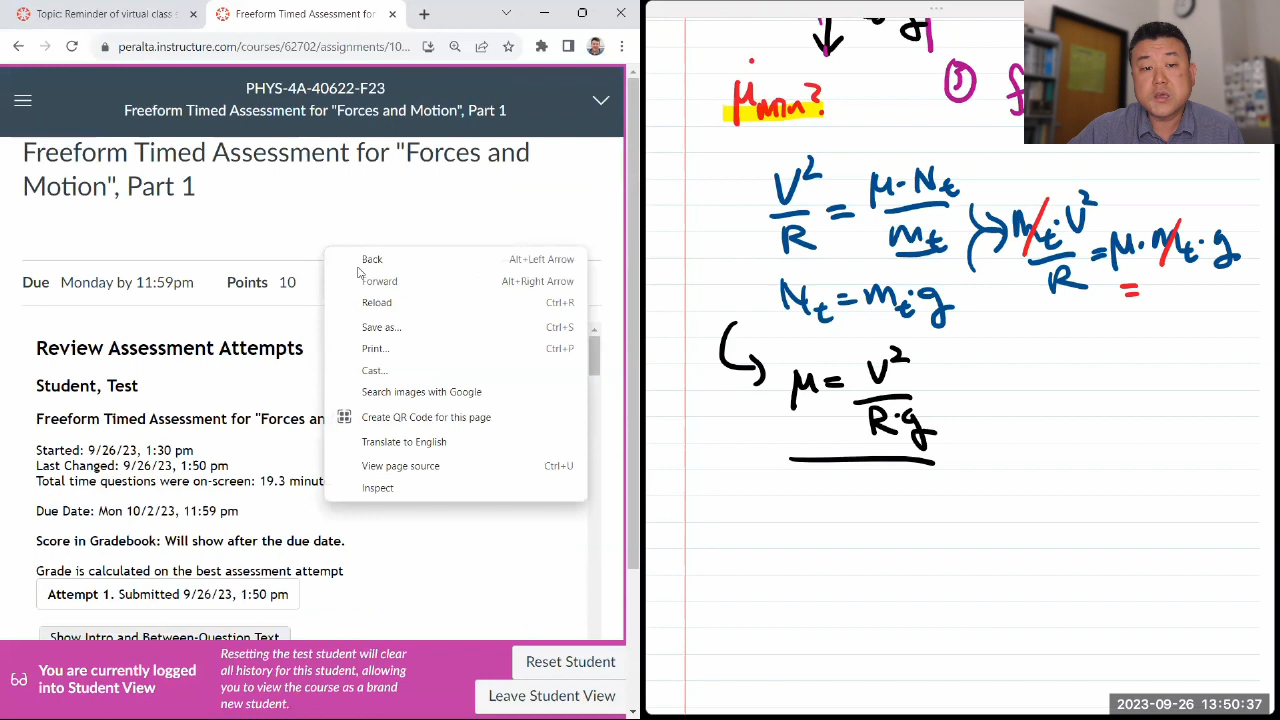 Topic: Reminder of virtual class
Freeform Timed Assessment for
peralta.instructure.com/courses/62702/assignments/10...
PHYS-4A-40622-F23
Freeform Timed Assessment for "Forces and Motion", Part 1
Freeform Timed Assessment for "Forces and
Motion", Part 1
Due Monday by 11:59pm Points 10
Review Assessment Attempts
Student, Test
Freeform Timed Assessment for "Forces an
Started: 9/26/23, 1:30 pm
Last Changed: 9/26/23, 1:50 pm
Total time questions were on-screen: 19.3 minut
Due Date: Mon 10/2/23, 11:59 pm
Score in Gradebook: Will show after the due date.
Grade is calculated on the best assessment attempt
Attempt 1. Submitted 9/26/23, 1:50 pm
Show Intro and Between-Question Text
Back Alt+Left Arrow
Forward Alt+Right Arrow
Reload Ctrl+R
Save as... Ctrl+S
Print... Ctrl+P
Cast...
Search images with Google
Create QR Code for this page
Translate to English
View page source Ctrl+U
Inspect
You are currently logged
into Student View
Resetting the test student will clear
all history for this student, allowing
you to view the course as a brand
new student.
Reset Student
Leave Student View
μmin?
③ f
V²/R = μ·Nt/mt
Nt = mt·g
mt·V²/R = μ·mt·g
μ = V²/R·g
2023-09-26 13:50:37